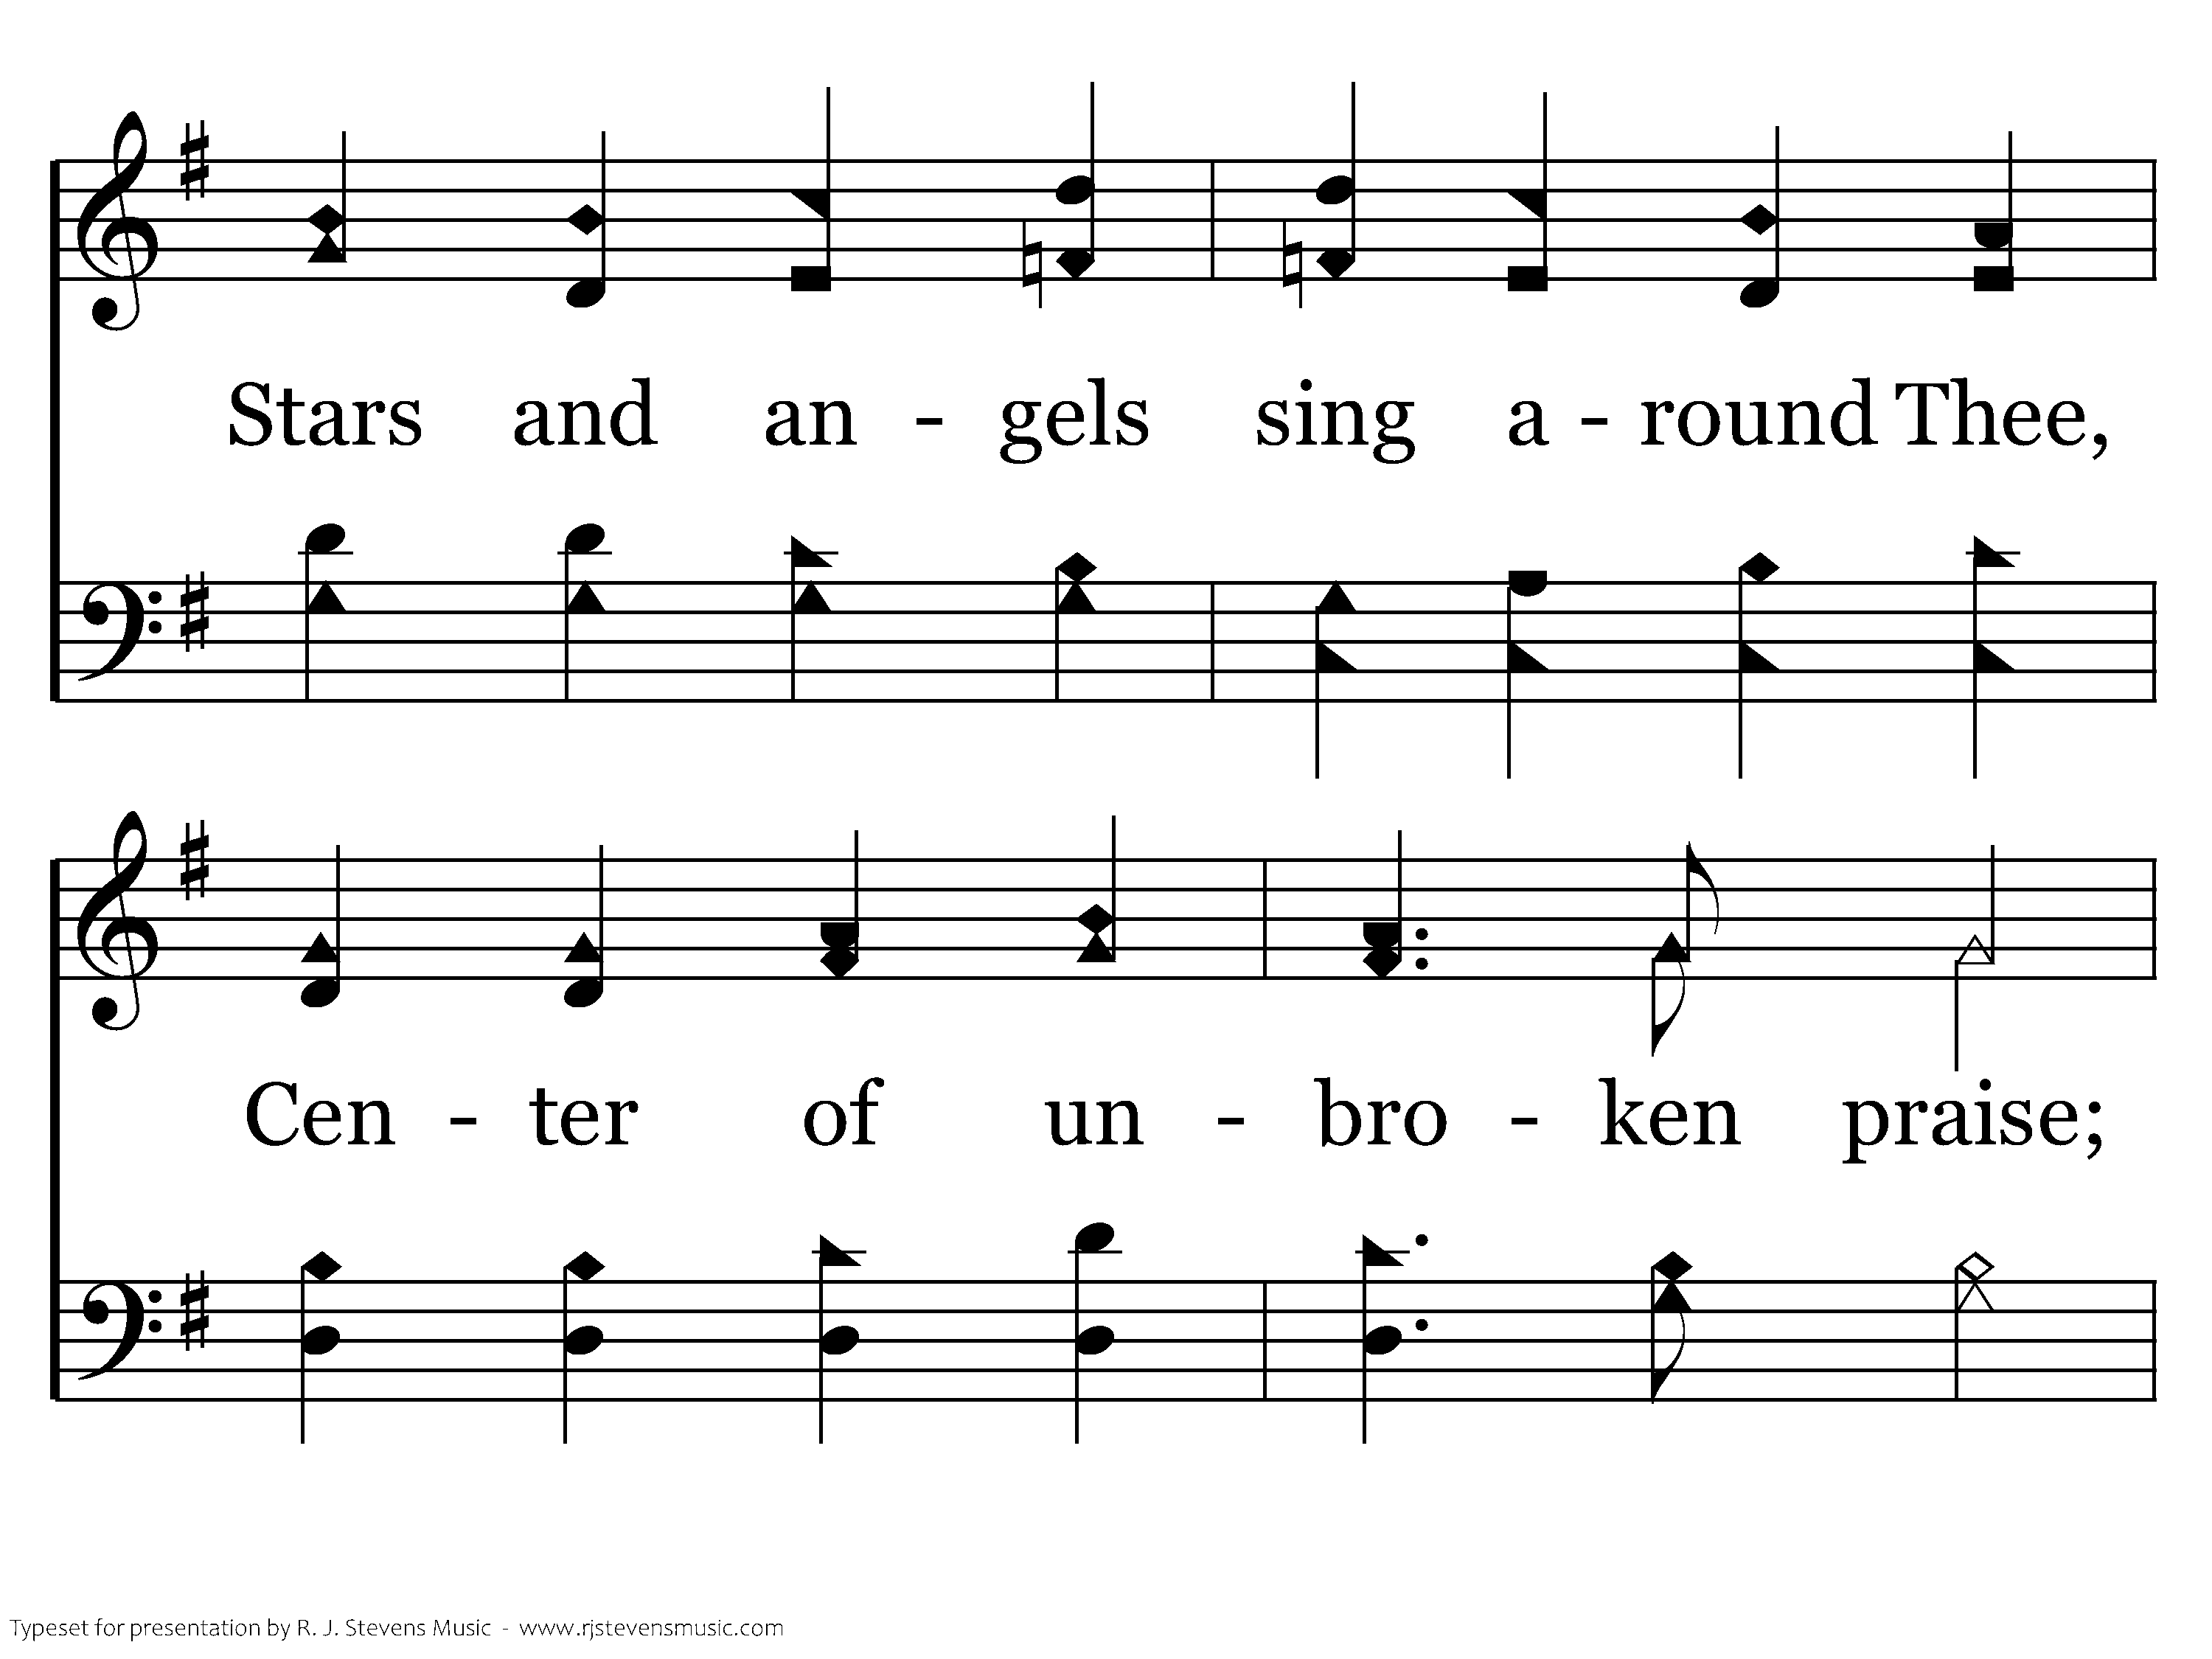 Stars and an - gels sing a - round Thee,
Cen - ter of un - bro - ken praise;
Typeset for presentation by R. J. Stevens Music - www.rjstevensmusic.com